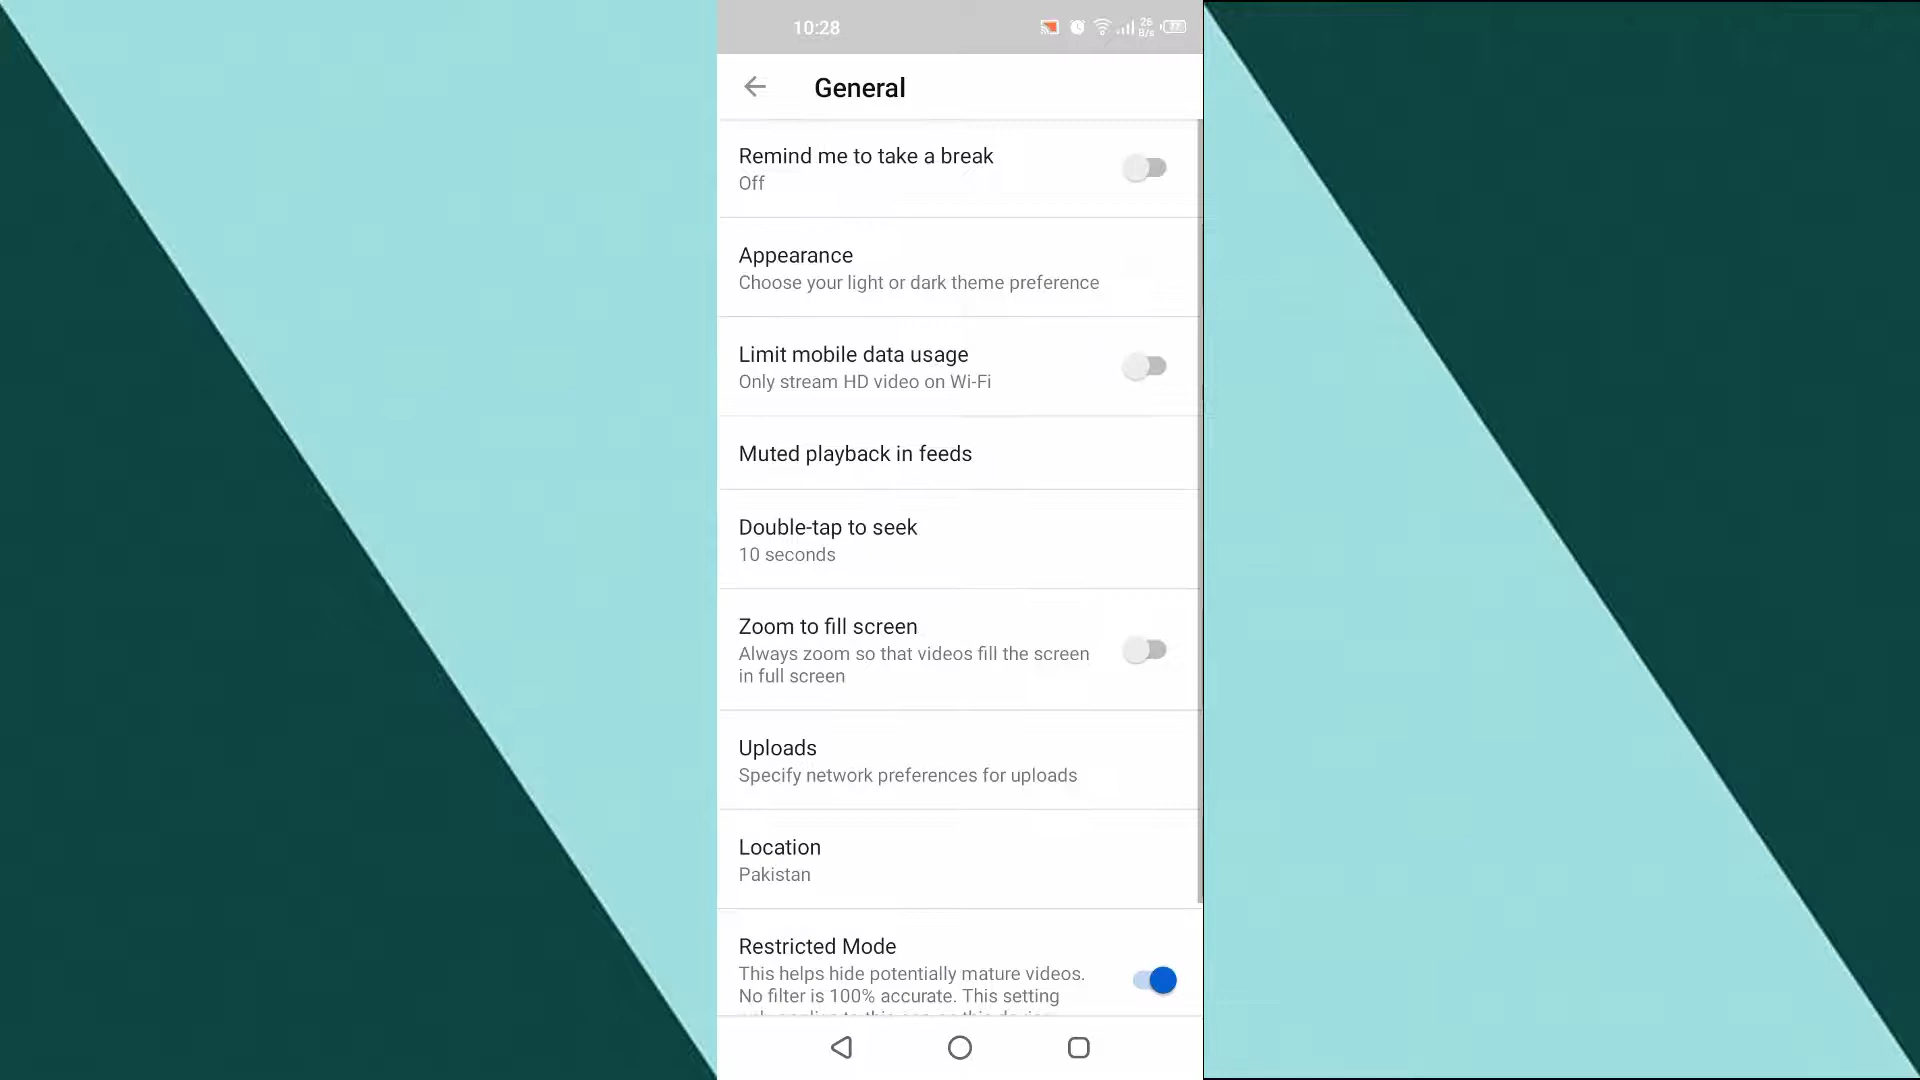 10:28
26
B/s
77
General
Remind me to take a break
Off
Appearance
Choose your light or dark theme preference
Limit mobile data usage
Only stream HD video on Wi-Fi
Muted playback in feeds
Double-tap to seek
10 seconds
Zoom to fill screen
Always zoom so that videos fill the screen
in full screen
Uploads
Specify network preferences for uploads
Location
Pakistan
Restricted Mode
This helps hide potentially mature videos.
No filter is 100% accurate. This setting